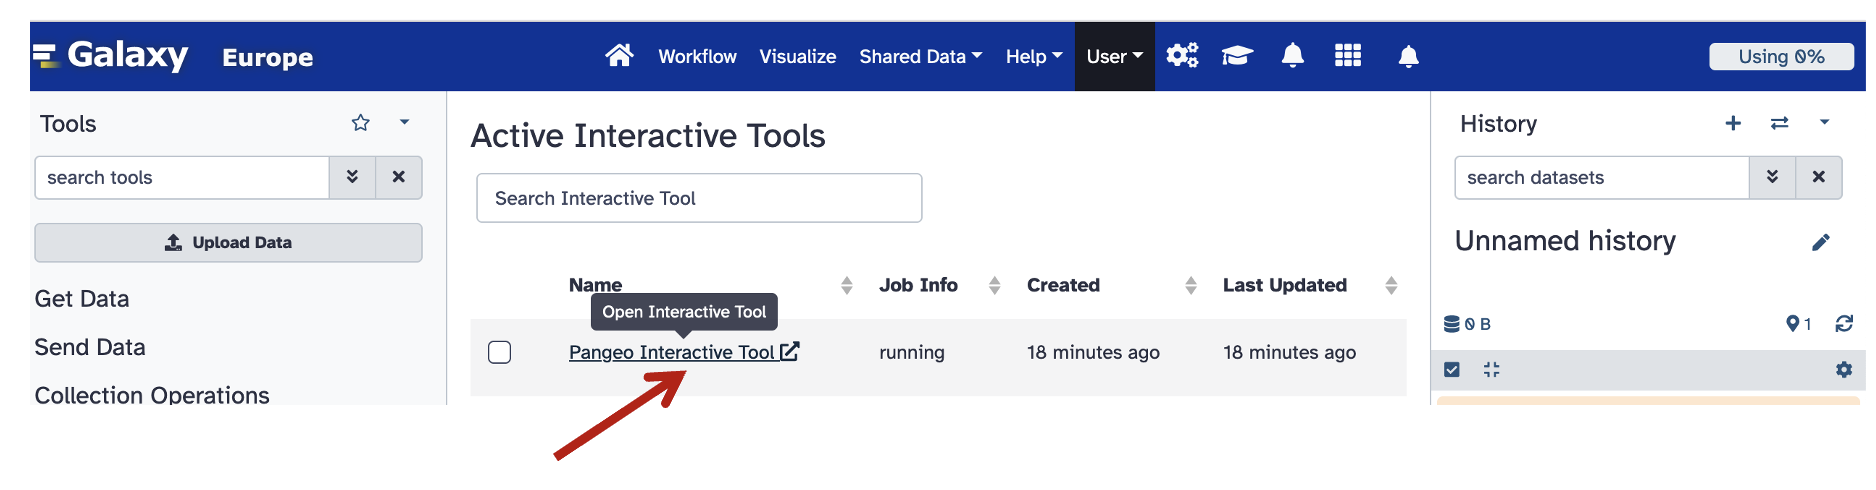 Galaxy Europe Workflow Visualize Shared Data Help User Using 0%
Tools
search tools
Upload Data
Get Data
Send Data
Collection Operations
Active Interactive Tools
Search Interactive Tool
Name Job Info Created Last Updated
Open Interactive Tool
Pangeo Interactive Tool running 18 minutes ago 18 minutes ago
History
search datasets
Unnamed history
0 B 1